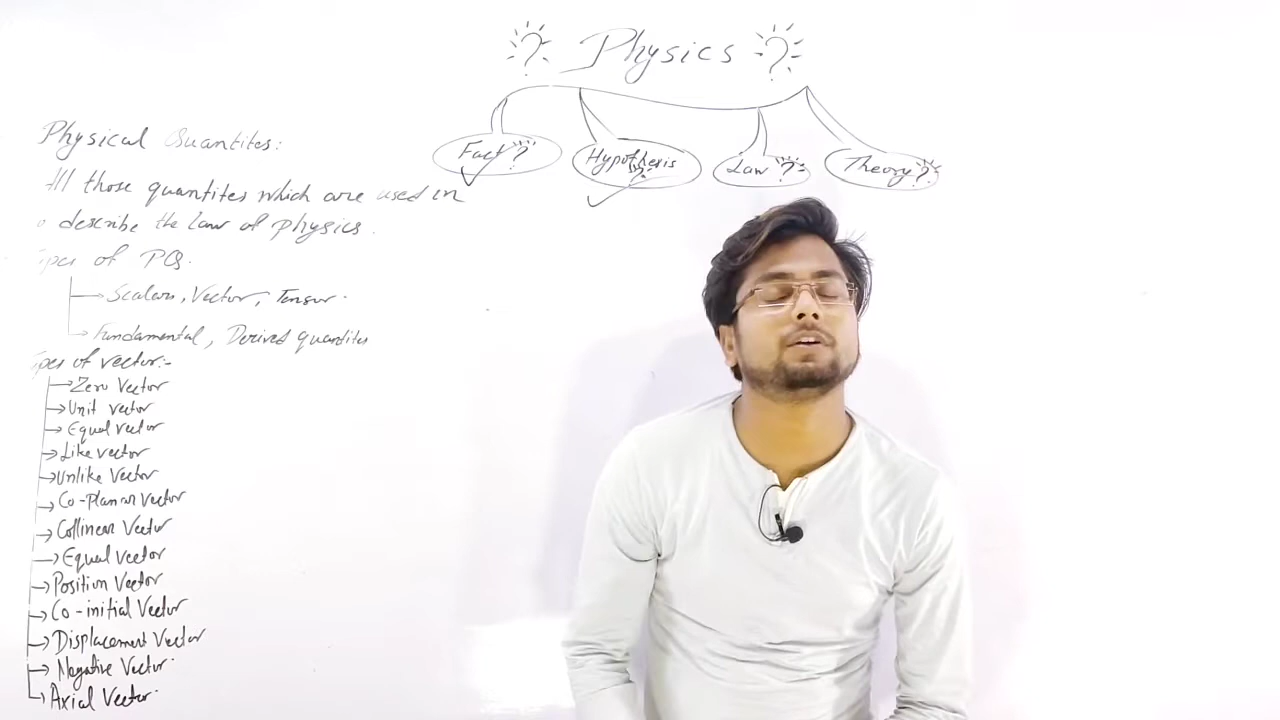 ? Physics ?
Fact ?
Hypothesis ?
Law ?
Theory ?
Physical Quantites:
All those quantites which are used in
describe the Law of physics.
Types of PQ.
Scalars, Vector, Tensor.
Fundamental, Derived quantites
Types of vector:-
Zero Vector
Unit vector
Equal vector
Like vector
Unlike Vector
Co-planar Vector
Collinear Vector
Equal vector
Position Vector
Co-initial Vector
Displacement Vector
Negative Vector.
Axial Vector.